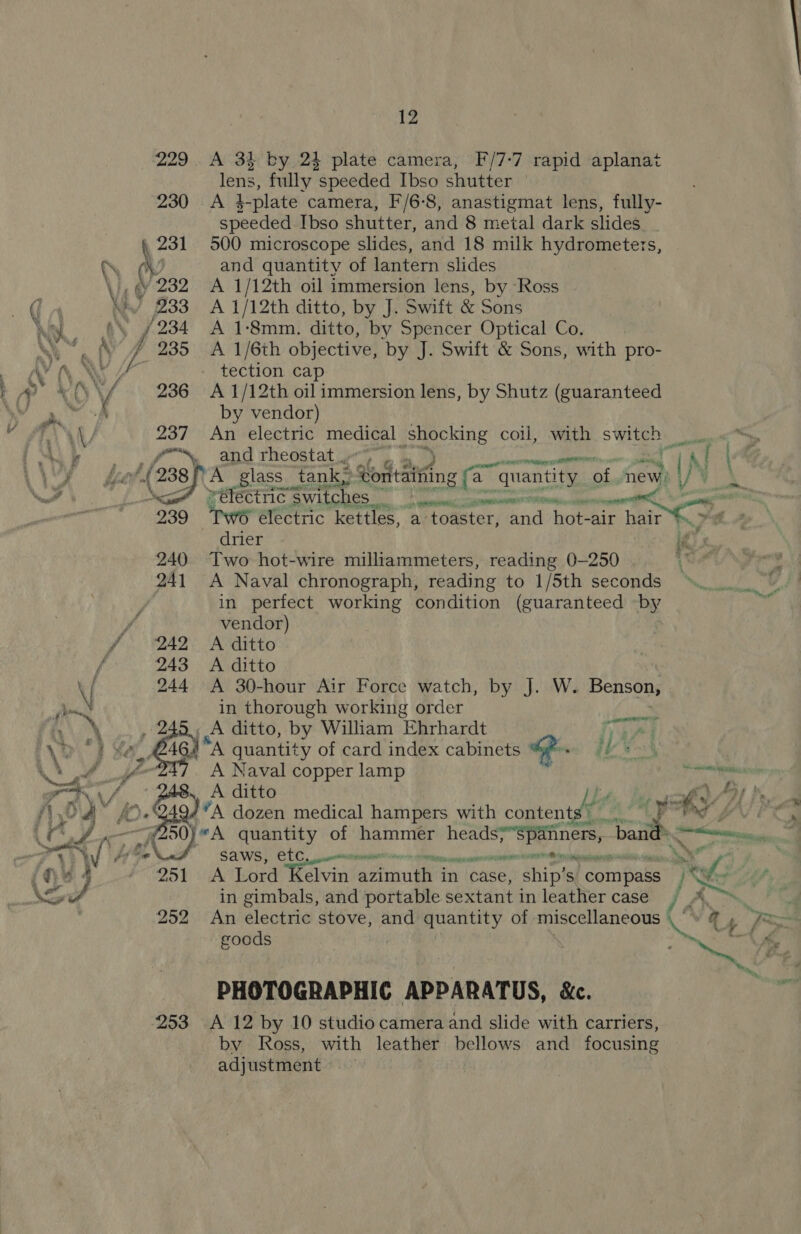 12
229 A 3¼ by 2¼ plate camera, F/7·7 rapid aplanat
lens, fully speeded Ibso shutter
230 A ¼-plate camera, F/6·8, anastigmat lens, fully-
speeded Ibso shutter, and 8 metal dark slides
231 500 microscope slides, and 18 milk hydrometers,
and quantity of lantern slides
232 A 1/12th oil immersion lens, by Ross
233 A 1/12th ditto, by J. Swift & Sons
234 A 1·8mm. ditto, by Spencer Optical Co.
235 A 1/6th objective, by J. Swift & Sons, with pro-
tection cap
236 A 1/12th oil immersion lens, by Shutz (guaranteed
by vendor)
237 An electric medical shocking coil, with switch
and rheostat
238 A glass tank, containing a quantity of new
electric switches
239 Two electric kettles, a toaster, and hot-air hair
drier
240 Two hot-wire milliammeters, reading 0–250
241 A Naval chronograph, reading to 1/5th seconds
in perfect working condition (guaranteed by
vendor)
242 A ditto
243 A ditto
244 A 30-hour Air Force watch, by J. W. Benson,
in thorough working order
245 A ditto, by William Ehrhardt
246 A quantity of card index cabinets
247 A Naval copper lamp
248 A ditto
249 A dozen medical hampers with contents
250 A quantity of hammer heads, spanners, band
saws, etc.
251 A Lord Kelvin azimuth in case, ship's compass
in gimbals, and portable sextant in leather case
252 An electric stove, and quantity of miscellaneous
goods
PHOTOGRAPHIC APPARATUS, &c.
253 A 12 by 10 studio camera and slide with carriers,
by Ross, with leather bellows and focusing
adjustment